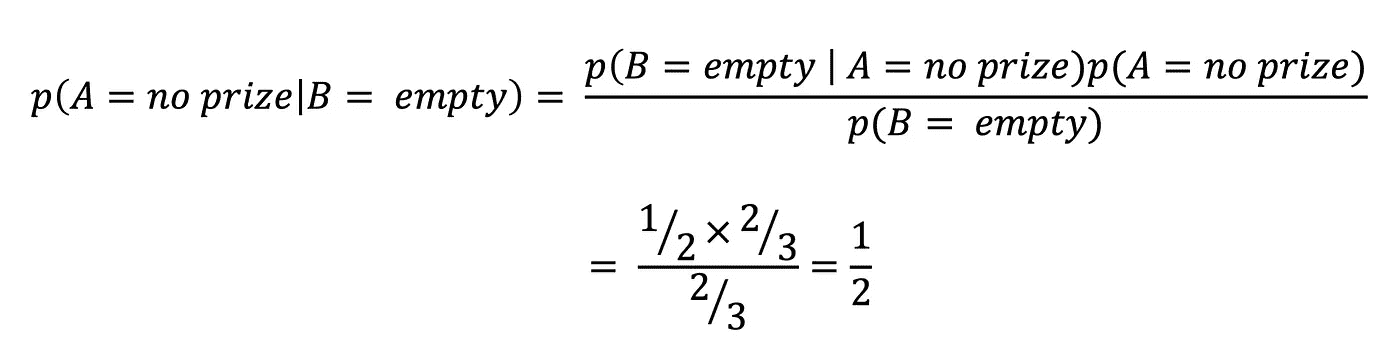 p(A = no prize|B = empty) = p(B = empty | A = no prize)p(A = no prize) / p(B = empty)
= 1/2 × 2/3 / 2/3 = 1/2